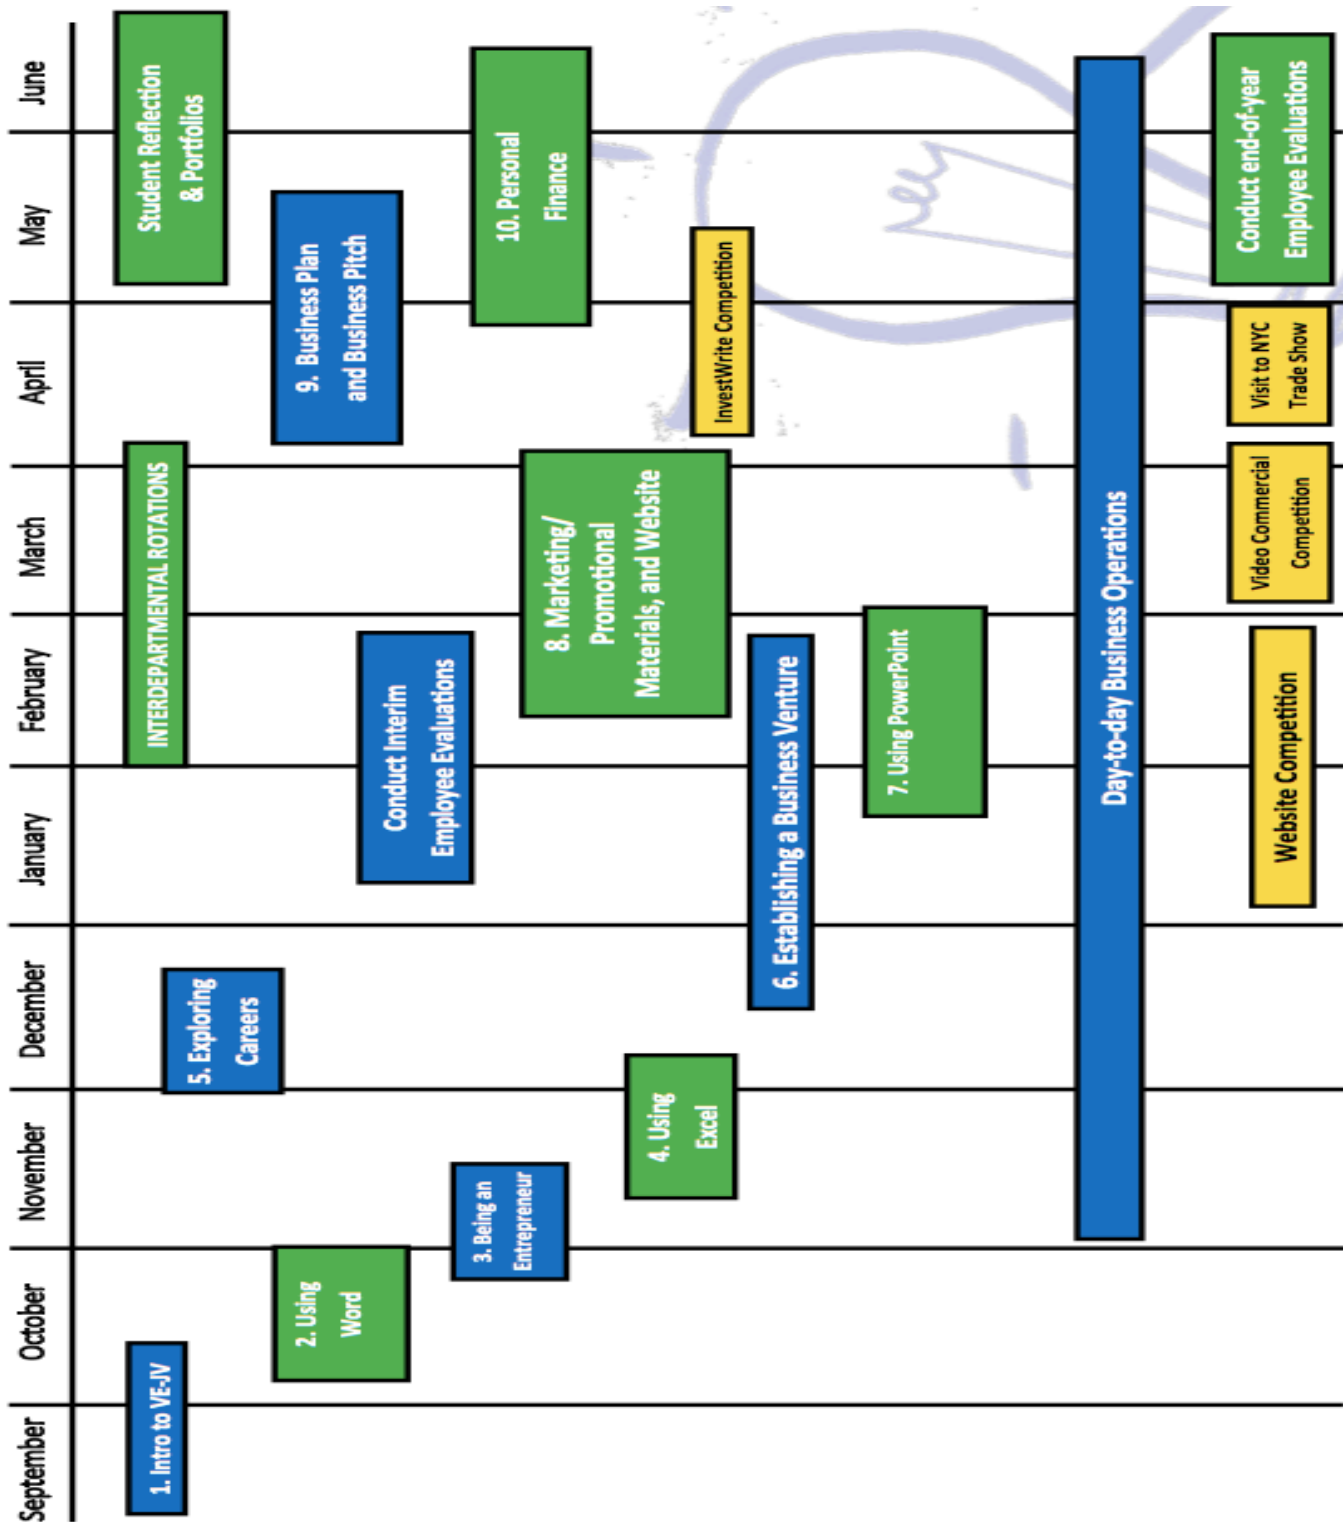 September
October
November
December
January
February
March
April
May
June
1. Intro to VE-JV
5. Exploring
Careers
INTERDEPARTMENTAL ROTATIONS
Student Reflection
& Portfolios
2. Using
Word
9. Business Plan
and Business Pitch
Conduct Interim
Employee Evaluations
3. Being an
Entrepreneur
10. Personal
Finance
8. Marketing/
Promotional
Materials, and Website
4. Using
Excel
InvestWrite Competition
6. Establishing a Business Venture
7. Using PowerPoint
Day-to-day Business Operations
Website Competition
Video Commercial
Competition
Visit to NYC
Trade Show
Conduct end-of-year
Employee Evaluations